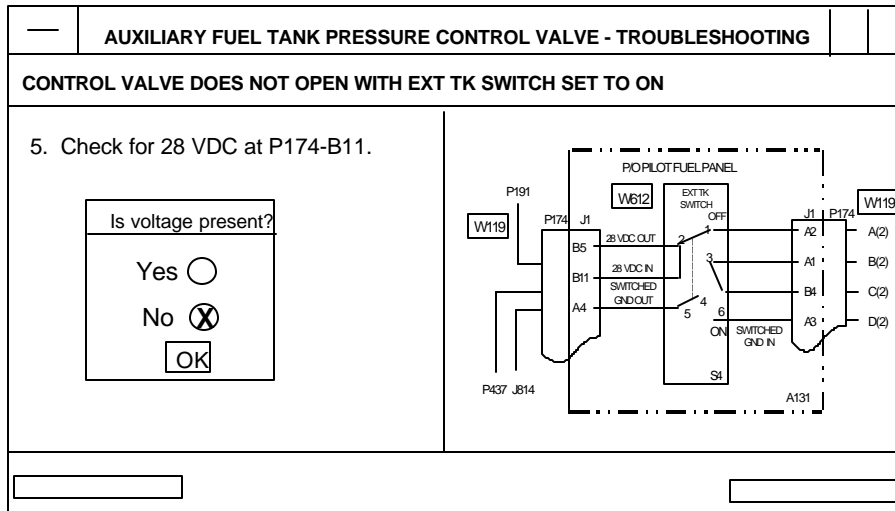 AUXILIARY FUEL TANK PRESSURE CONTROL VALVE - TROUBLESHOOTING
CONTROL VALVE DOES NOT OPEN WITH EXT TK SWITCH SET TO ON
5. Check for 28 VDC at P174-B11.
Is voltage present?
Yes
No X
OK
P/O PILOT FUEL PANEL
P191
W612
EXT TK
SWITCH
OFF
W119
P174
J1
J1
P174
W119
B5
28 VDC OUT
2
1
A2
A(2)
B11
28 VDC IN
3
A1
B(2)
SWITCHED
GND OUT
B4
C(2)
A4
4
5
6
ON
SWITCHED
GND IN
A3
D(2)
S4
P437
J814
A131